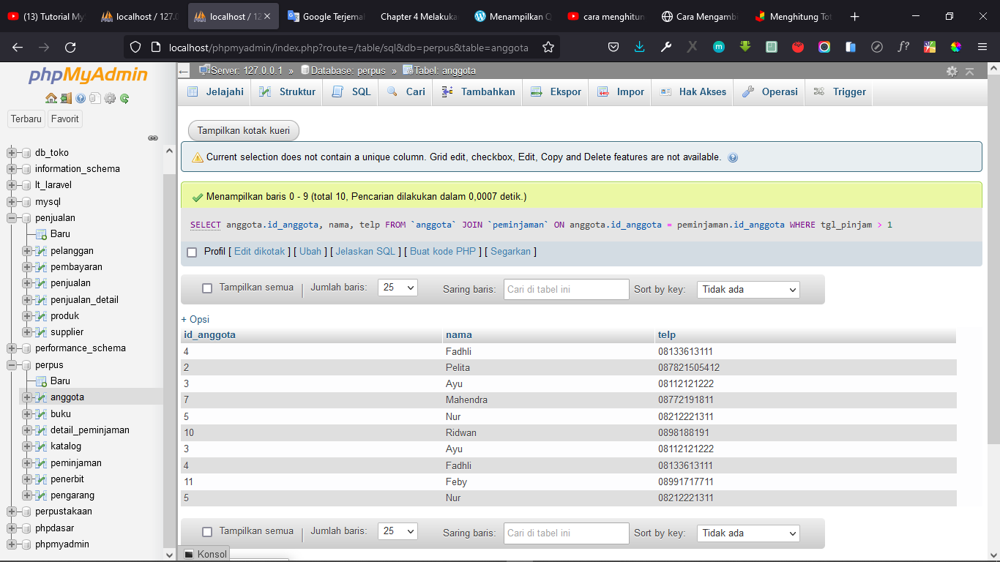 (13) Tutorial My
localhost / 127.0
localhost / 12
Google Terjemal
Chapter 4 Melakuka
Menampilkan
cara menghitun
Cara Mengamb
Menghitung Tot
localhost/phpmyadmin/index.php?route=/table/sql&db=perpus&table=anggota
phpMyAdmin
Terbaru
Favorit
db_toko
information_schema
lt_laravel
mysql
penjualan
Baru
pelanggan
pembayaran
penjualan
penjualan_detail
produk
supplier
performance_schema
perpus
Baru
anggota
buku
detail_peminjaman
katalog
peminjaman
penerbit
pengarang
perpustakaan
phpdasar
phpmyadmin
Server: 127.0.0.1 » Database: perpus » Tabel: anggota
Jelajahi Struktur SQL Cari Tambahkan Ekspor Impor Hak Akses Operasi Trigger
Tampilkan kotak kueri
Current selection does not contain a unique column. Grid edit, checkbox, Edit, Copy and Delete features are not available.
Menampilkan baris 0 - 9 (total 10, Pencarian dilakukan dalam 0,0007 detik.)
SELECT anggota.id_anggota, nama, telp FROM `anggota` JOIN `peminjaman` ON anggota.id_anggota = peminjaman.id_anggota WHERE tgl_pinjam > 1
Profil [ Edit dikotak ] [ Ubah ] [ Jelaskan SQL ] [ Buat kode PHP ] [ Segarkan ]
Tampilkan semua | Jumlah baris: 25 Saring baris: Cari di tabel ini Sort by key: Tidak ada
+ Opsi
id_anggota nama telp
4 Fadhli 08133613111
2 Pelita 087821505412
3 Ayu 08112121222
7 Mahendra 08772191811
5 Nur 08212221311
10 Ridwan 0898188191
3 Ayu 08112121222
4 Fadhli 08133613111
11 Feby 08991717711
5 Nur 08212221311
Tampilkan semua | Jumlah baris: 25 Saring baris: Cari di tabel ini Sort by key: Tidak ada
Konsol